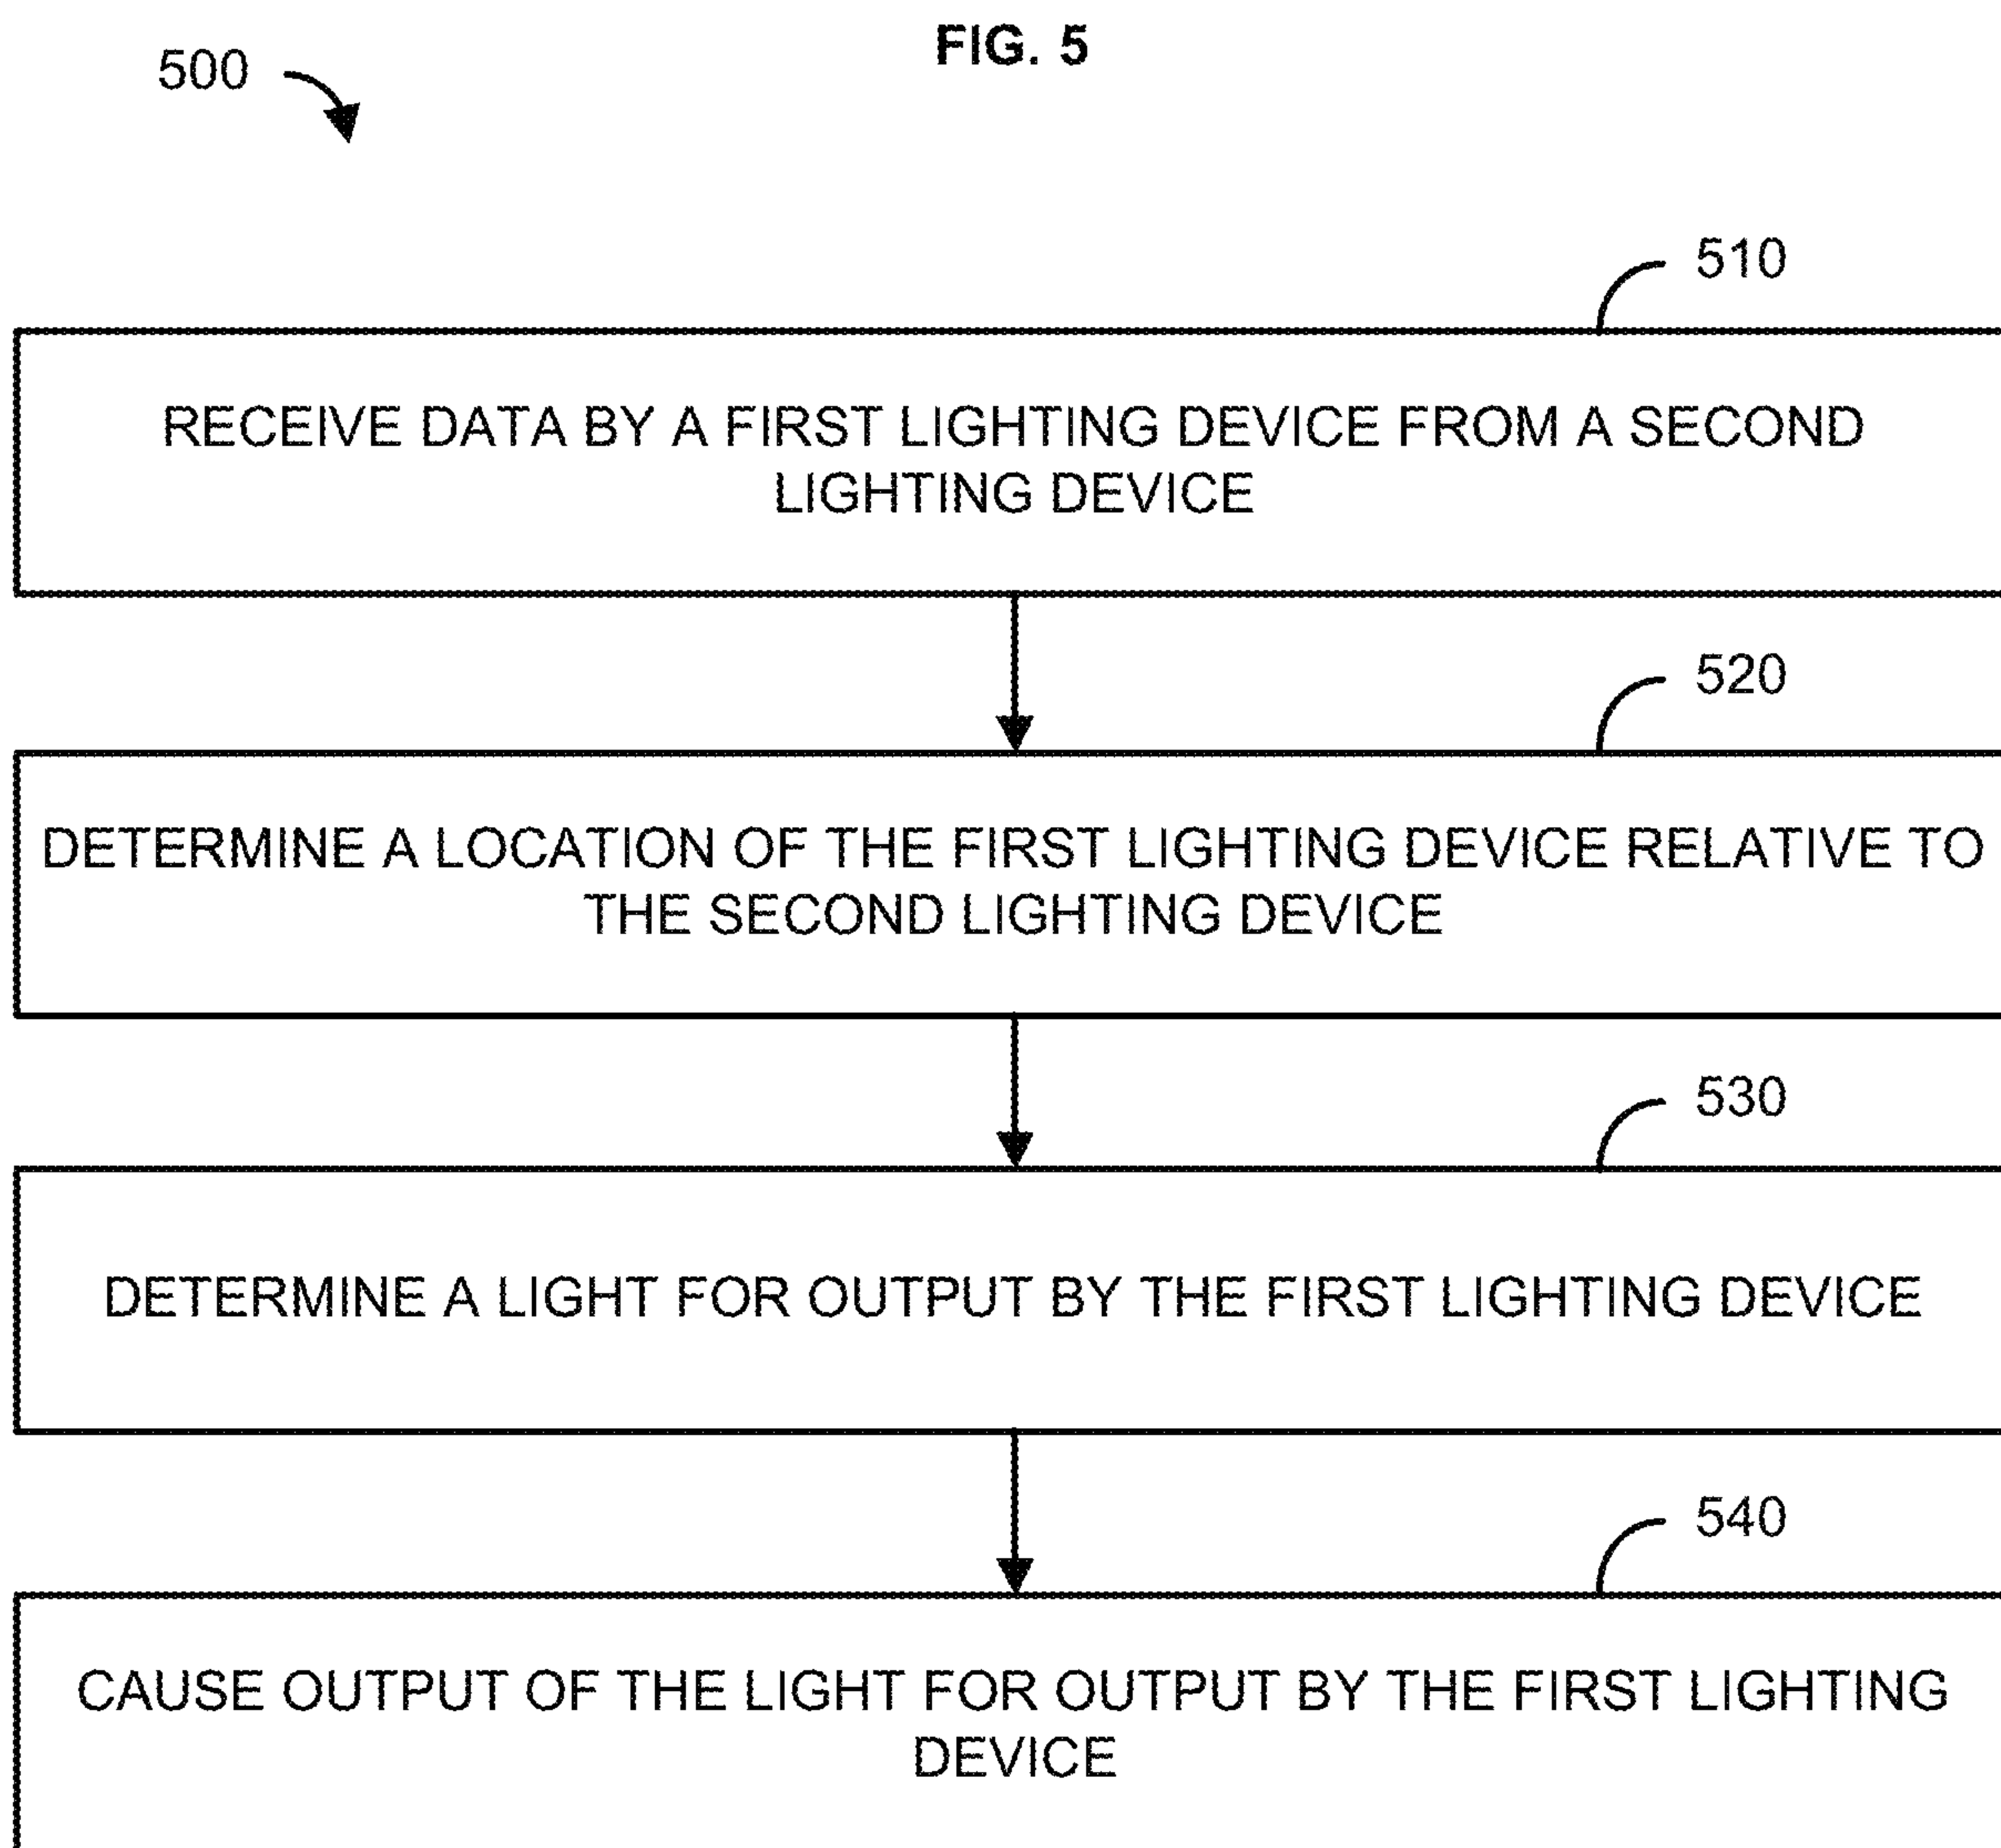 FIG. 5
500
510
RECEIVE DATA BY A FIRST LIGHTING DEVICE FROM A SECOND
LIGHTING DEVICE
520
DETERMINE A LOCATION OF THE FIRST LIGHTING DEVICE RELATIVE TO
THE SECOND LIGHTING DEVICE
530
DETERMINE A LIGHT FOR OUTPUT BY THE FIRST LIGHTING DEVICE
540
CAUSE OUTPUT OF THE LIGHT FOR OUTPUT BY THE FIRST LIGHTING
DEVICE